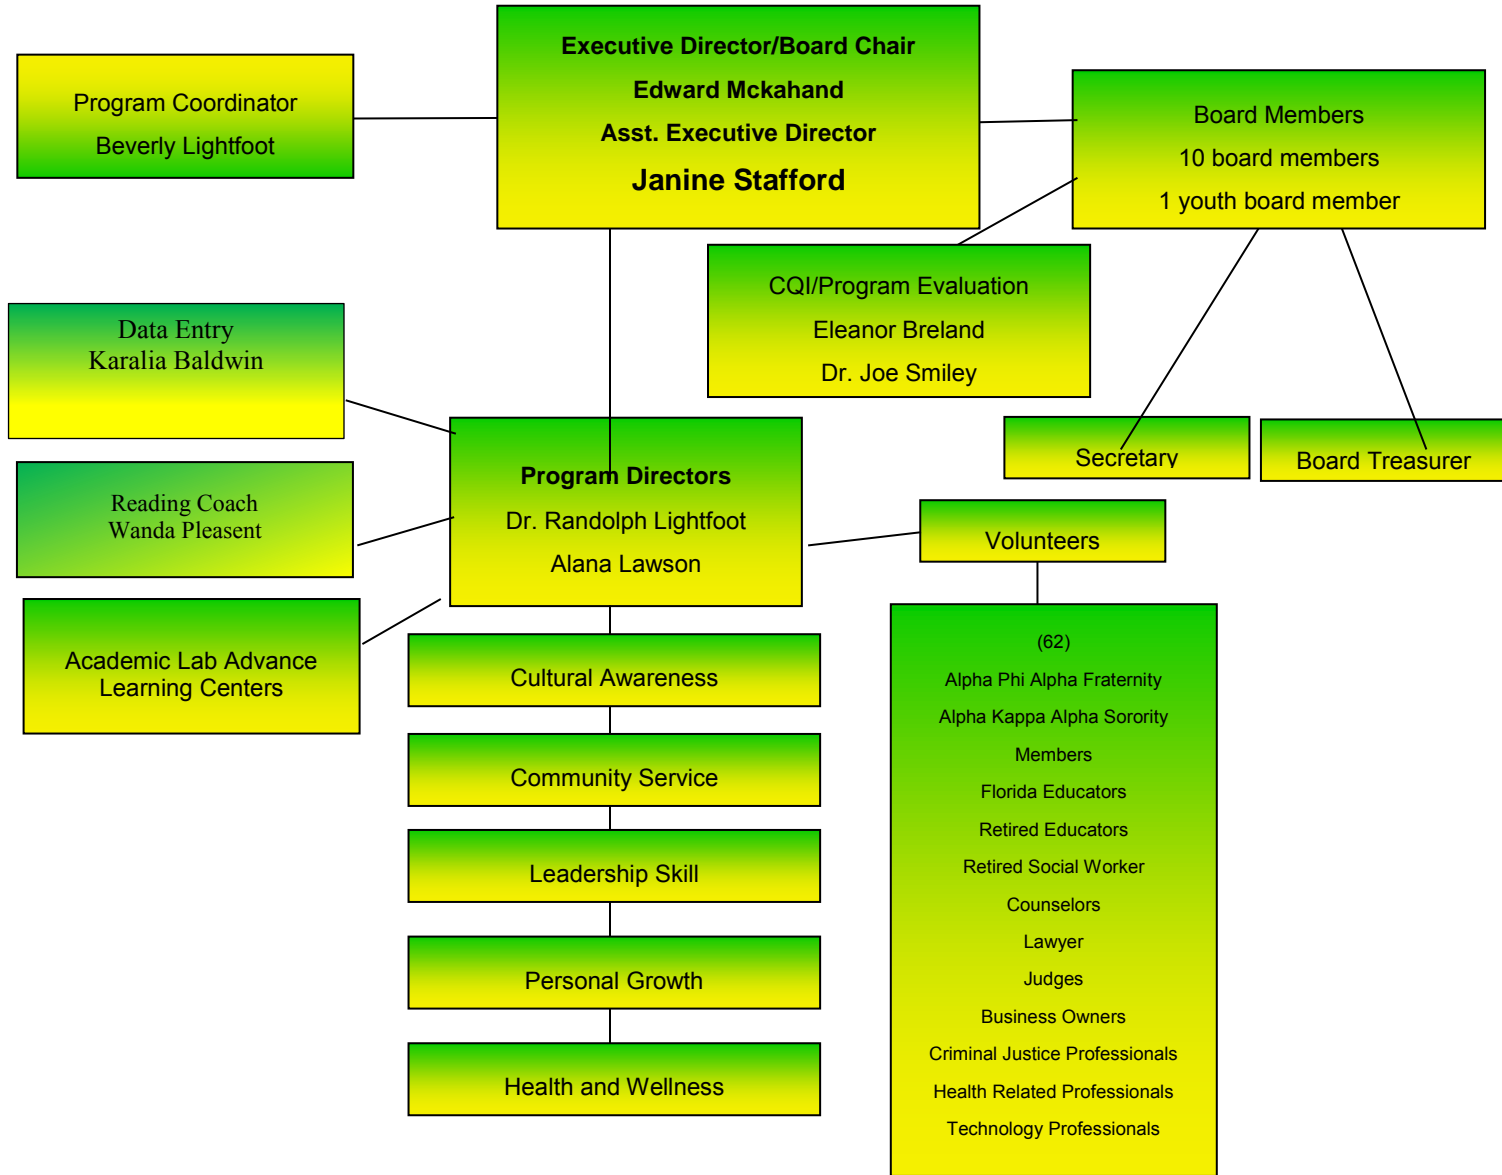 Executive Director/Board Chair
Edward Mckahand
Asst. Executive Director
Janine Stafford
Program Coordinator
Beverly Lightfoot
Board Members
10 board members
1 youth board member
CQI/Program Evaluation
Eleanor Breland
Dr. Joe Smiley
Data Entry
Karalia Baldwin
Secretary
Board Treasurer
Program Directors
Dr. Randolph Lightfoot
Alana Lawson
Reading Coach
Wanda Pleasent
Volunteers
Academic Lab Advance
Learning Centers
Cultural Awareness
Community Service
Leadership Skill
Personal Growth
Health and Wellness
(62)
Alpha Phi Alpha Fraternity
Alpha Kappa Alpha Sorority
Members
Florida Educators
Retired Educators
Retired Social Worker
Counselors
Lawyer
Judges
Business Owners
Criminal Justice Professionals
Health Related Professionals
Technology Professionals